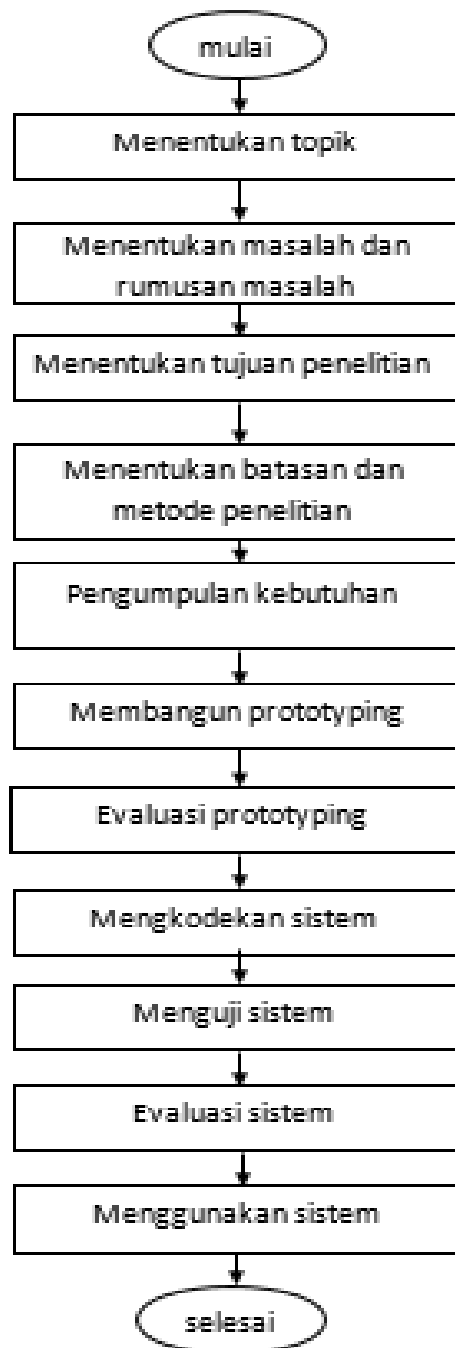 mulai
Menentukan topik
Menentukan masalah dan
rumusan masalah
Menentukan tujuan penelitian
Menentukan batasan dan
metode penelitian
Pengumpulan kebutuhan
Membangun prototyping
Evaluasi prototyping
Mengkodekan sistem
Menguji sistem
Evaluasi sistem
Menggunakan sistem
selesai